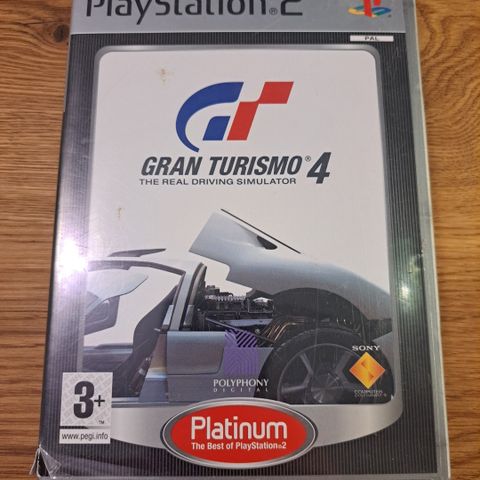 PlayStation®2
PAL
GRAN TURISMO® 4
THE REAL DRIVING SIMULATOR
POLYPHONY
DIGITAL
SONY
COMPUTER
3+
www.pegi.info
Platinum
The Best of PlayStation®2